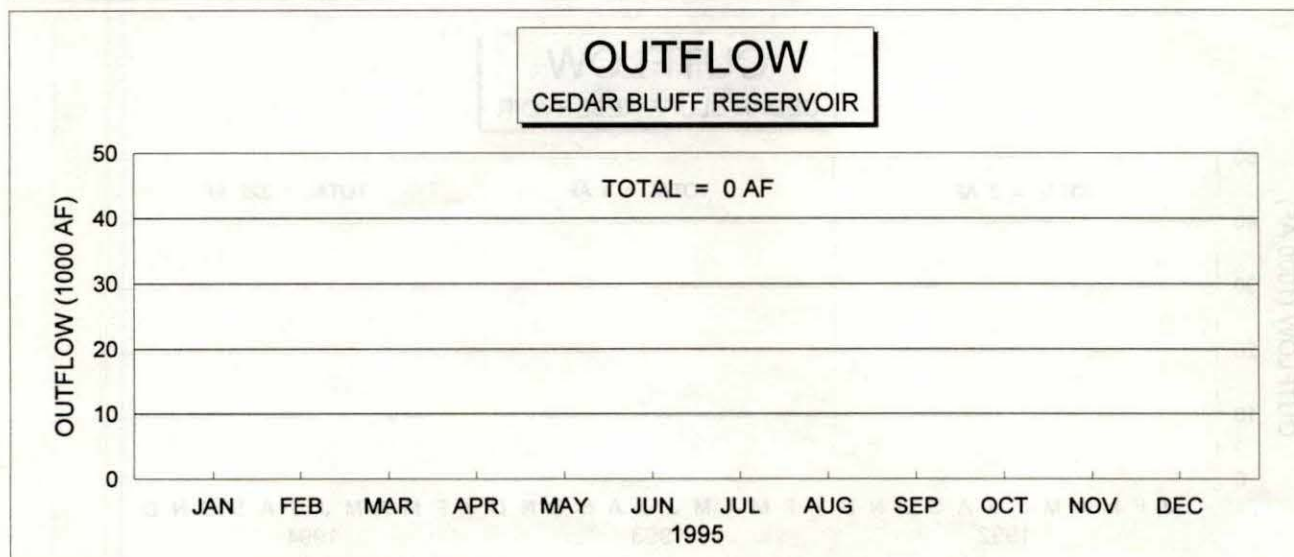 OUTFLOW
CEDAR BLUFF RESERVOIR
TOTAL = 0 AF
OUTFLOW (1000 AF)
50
40
30
20
10
0
JAN FEB MAR APR MAY JUN JUL AUG SEP OCT NOV DEC
1995